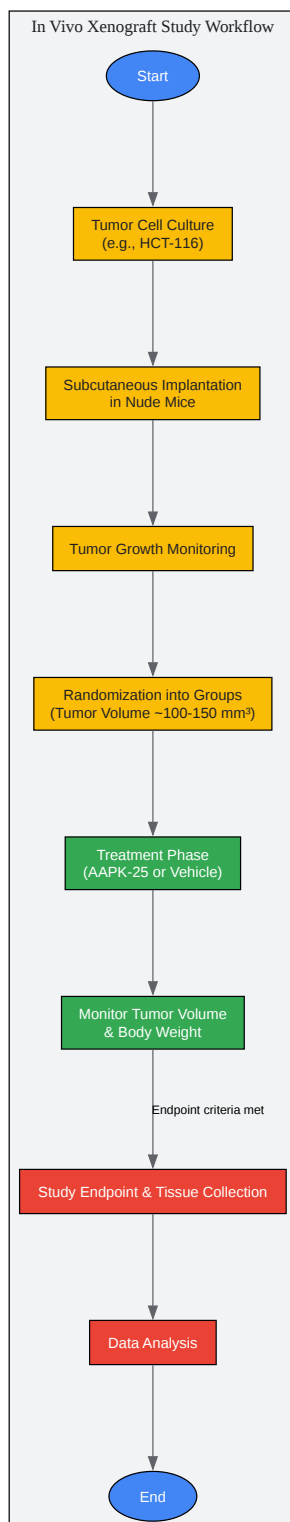 In Vivo Xenograft Study Workflow
Start
Tumor Cell Culture
(e.g., HCT-116)
Subcutaneous Implantation
in Nude Mice
Tumor Growth Monitoring
Randomization into Groups
(Tumor Volume ~100-150 mm³)
Treatment Phase
(AAPK-25 or Vehicle)
Monitor Tumor Volume
& Body Weight
Endpoint criteria met
Study Endpoint & Tissue Collection
Data Analysis
End